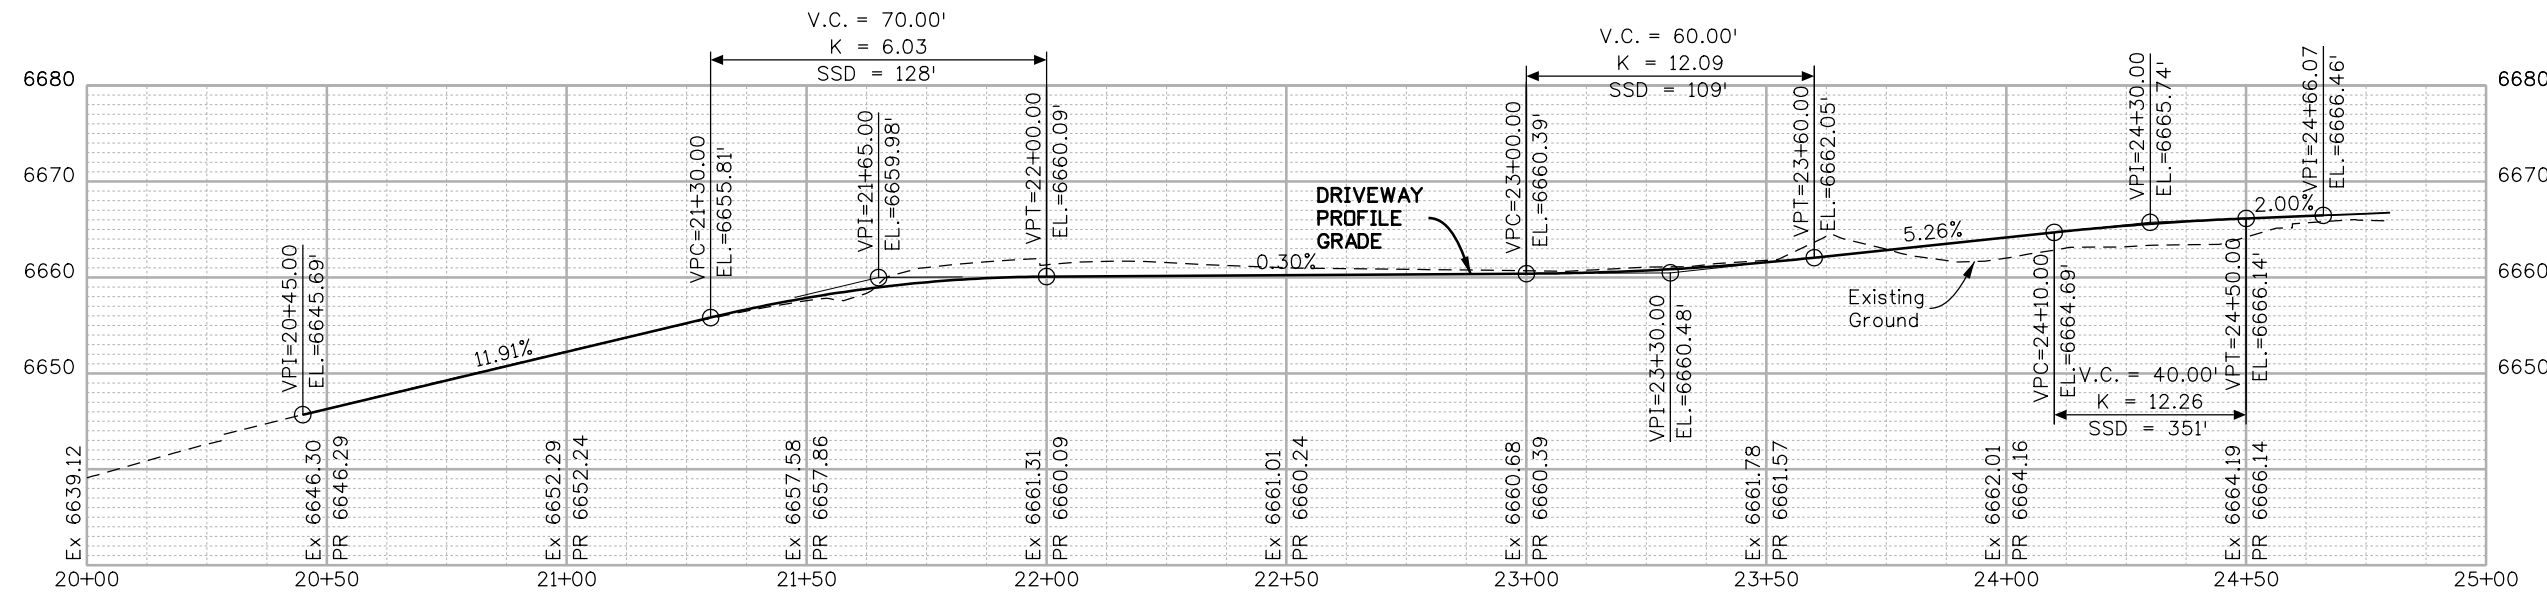 V.C. = 70.00'
K = 6.03
SSD = 128'
V.C. = 60.00'
K = 12.09
SSD = 109'
6680
6680
6670
6670
6660
6660
6650
6650
VPI=20+45.00
EL.=6645.69'
11.91%
VPC=21+30.00
EL.=6655.81'
VPI=21+65.00
EL.=6659.98'
VPT=22+00.00
EL.=6660.09'
0.30%
DRIVEWAY
PROFILE
GRADE
VPC=23+00.00
EL.=6660.39'
VPI=23+30.00
EL.=6660.48'
VPT=23+60.00
EL.=6662.05'
Existing
Ground
5.26%
VPC=24+10.00
EL.=6664.69'
VPI=24+30.00
EL.=6665.74'
VPT=24+50.00
EL.=6666.14'
2.00%
VPI=24+66.07
EL.=6666.46'
V.C. = 40.00'
K = 12.26
SSD = 351'
Ex 6639.12
Ex 6646.30
PR 6646.29
Ex 6652.29
PR 6652.24
Ex 6657.58
PR 6657.86
Ex 6661.31
PR 6660.09
Ex 6661.01
PR 6660.24
Ex 6660.68
PR 6660.39
Ex 6661.78
PR 6661.57
Ex 6662.01
PR 6664.16
Ex 6664.19
PR 6666.14
20+00
20+50
21+00
21+50
22+00
22+50
23+00
23+50
24+00
24+50
25+00